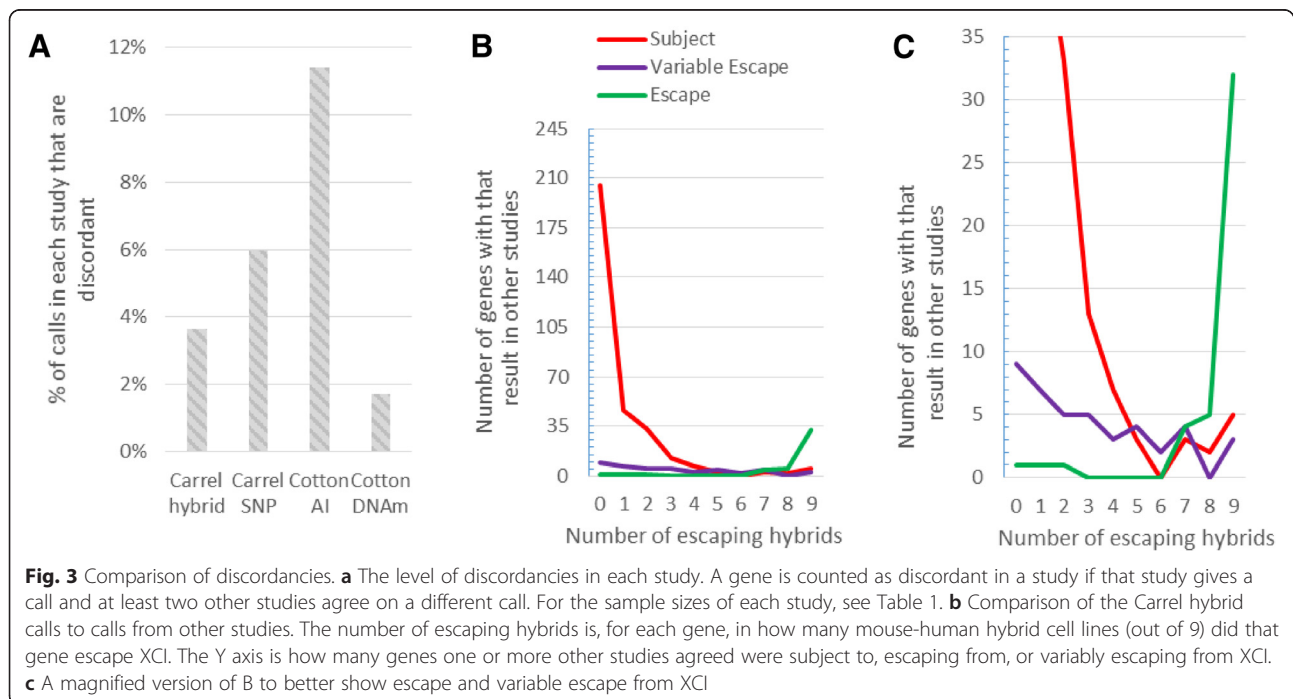 A
12%
10%
8%
6%
4%
2%
0%
% of calls in each study that are
discordant
Carrel
hybrid
Carrel
SNP
Cotton
AI
Cotton
DNAm
B
Subject
Variable Escape
Escape
245
210
175
140
105
70
35
0
Number of genes with that
result in other studies
0 1 2 3 4 5 6 7 8 9
Number of escaping hybrids
C
35
30
25
20
15
10
5
0
Number of genes with that
result in other studies
0 1 2 3 4 5 6 7 8 9
Number of escaping hybrids
Fig. 3 Comparison of discordancies. a The level of discordancies in each study. A gene is counted as discordant in a study if that study gives a
call and at least two other studies agree on a different call. For the sample sizes of each study, see Table 1. b Comparison of the Carrel hybrid
calls to calls from other studies. The number of escaping hybrids is, for each gene, in how many mouse-human hybrid cell lines (out of 9) did that
gene escape XCI. The Y axis is how many genes one or more other studies agreed were subject to, escaping from, or variably escaping from XCI.
c A magnified version of B to better show escape and variable escape from XCI